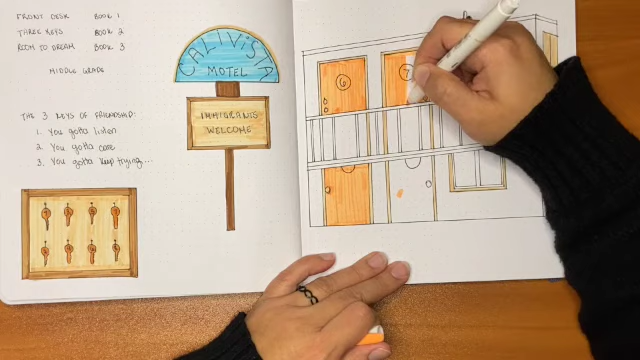 FRONT DESK BOOK 1
THREE KEYS BOOK 2
ROOM TO DREAM BOOK 3
MIDDLE GRADE
THE 3 KEYS OF FRIENDSHIP:
1. You gotta listen
2. You gotta care
3. You gotta keep trying...
CALIVISTA
MOTEL
IMMIGRANTS
WELCOME
6
7